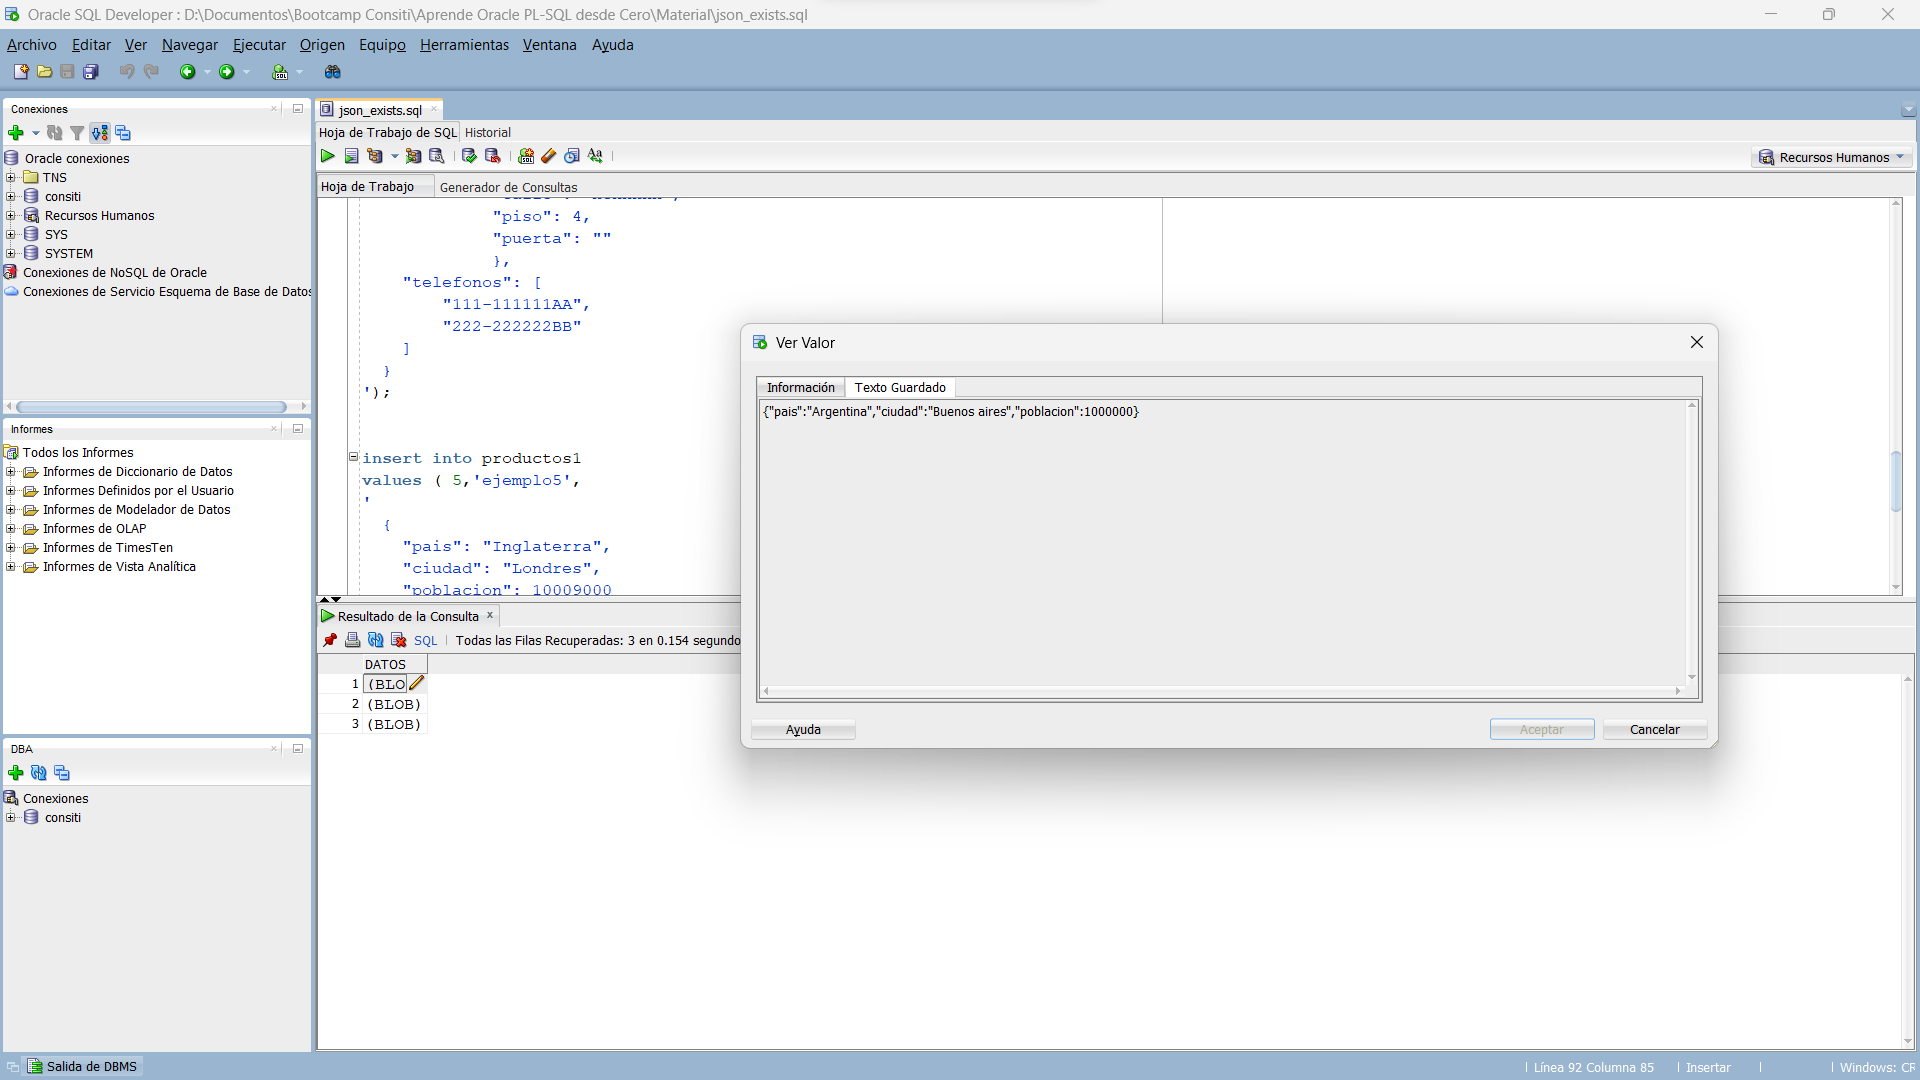 Oracle SQL Developer : D:\Documentos\Bootcamp Consiti\Aprende Oracle PL-SQL desde Cero\Material\json_exists.sql
Archivo Editar Ver Navegar Ejecutar Origen Equipo Herramientas Ventana Ayuda
Conexiones
Oracle conexiones
TNS
consiti
Recursos Humanos
SYS
SYSTEM
Conexiones de NoSQL de Oracle
Conexiones de Servicio Esquema de Base de Datos
Informes
Todos los Informes
Informes de Diccionario de Datos
Informes Definidos por el Usuario
Informes de Modelador de Datos
Informes de OLAP
Informes de TimesTen
Informes de Vista Analítica
DBA
Conexiones
consiti
json_exists.sql
Hoja de Trabajo de SQL Historial
Recursos Humanos
Hoja de Trabajo Generador de Consultas
"piso": 4,
"puerta": ""
},
"telefonos": [
"111-111111AA",
"222-222222BB"
]
}
');
insert into productos1
values ( 5,'ejemplo5',
'
{
"pais": "Inglaterra",
"ciudad": "Londres",
"poblacion": 10009000
Resultado de la Consulta
SQL Todas las Filas Recuperadas: 3 en 0.154 segundo
DATOS
1 (BLO
2 (BLOB)
3 (BLOB)
Ver Valor
Información Texto Guardado
{"pais":"Argentina","ciudad":"Buenos aires","poblacion":1000000}
Ayuda Aceptar Cancelar
Salida de DBMS
Línea 92 Columna 85 Insertar Windows: CR